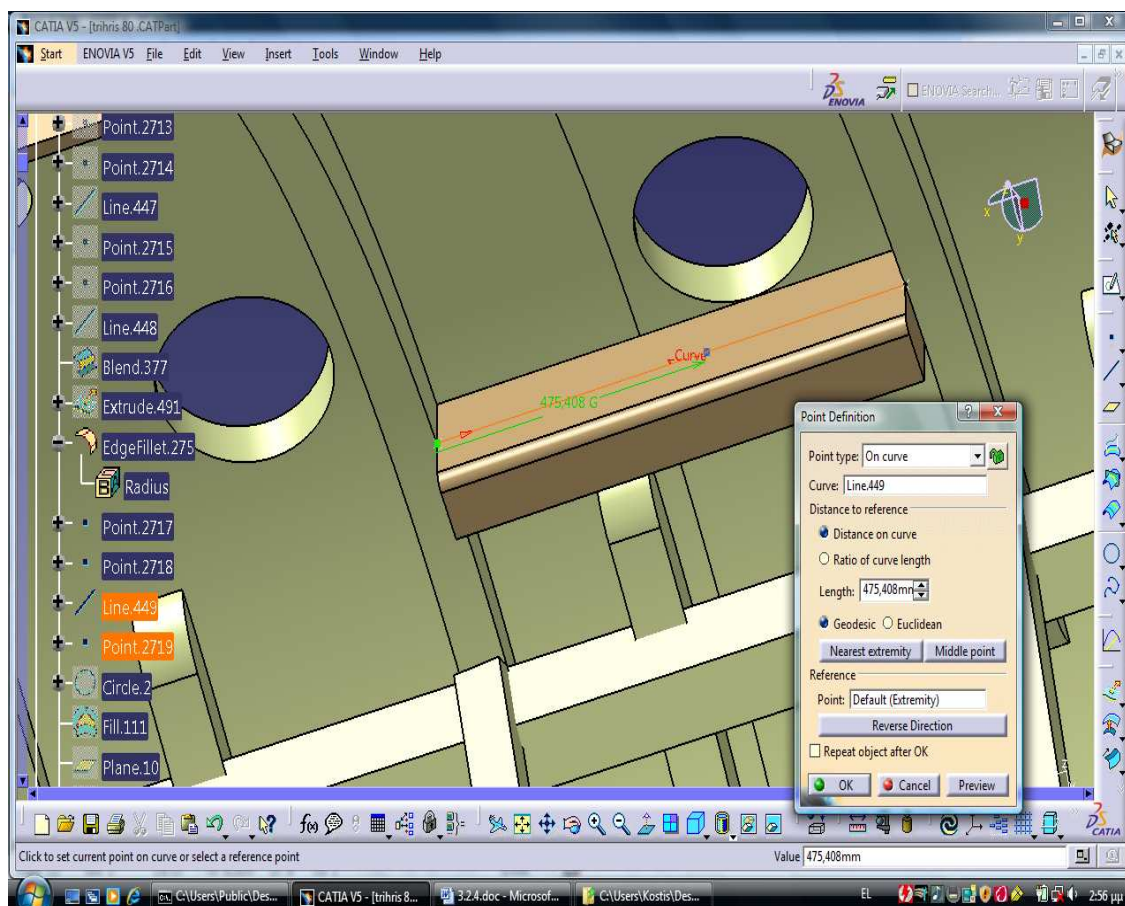 CATIA V5 - [trihris 80 .CATPart]
Start ENOVIA V5 File Edit View Insert Tools Window Help
ENOVIA
ENOVIA Search...
Point.2713
Point.2714
Line.447
Point.2715
Point.2716
Line.448
Blend.377
Extrude.491
EdgeFillet.275
Radius
Point.2717
Point.2718
Line.449
Point.2719
Circle.2
Fill.111
Plane.10
x
y
Curve
475,408 G
Point Definition
Point type: On curve
Curve: Line.449
Distance to reference
Distance on curve
Ratio of curve length
Length: 475,408mm
Geodesic Euclidean
Nearest extremity Middle point
Reference
Point: Default (Extremity)
Reverse Direction
Repeat object after OK
OK Cancel Preview
f(x)
CATIA
Click to set current point on curve or select a reference point
Value 475,408mm
C:\Users\Public\Des...
CATIA V5 - [trihris 8...
3.2.4.doc - Microsof...
C:\Users\Kostis\Des...
EL
2:56 μμ